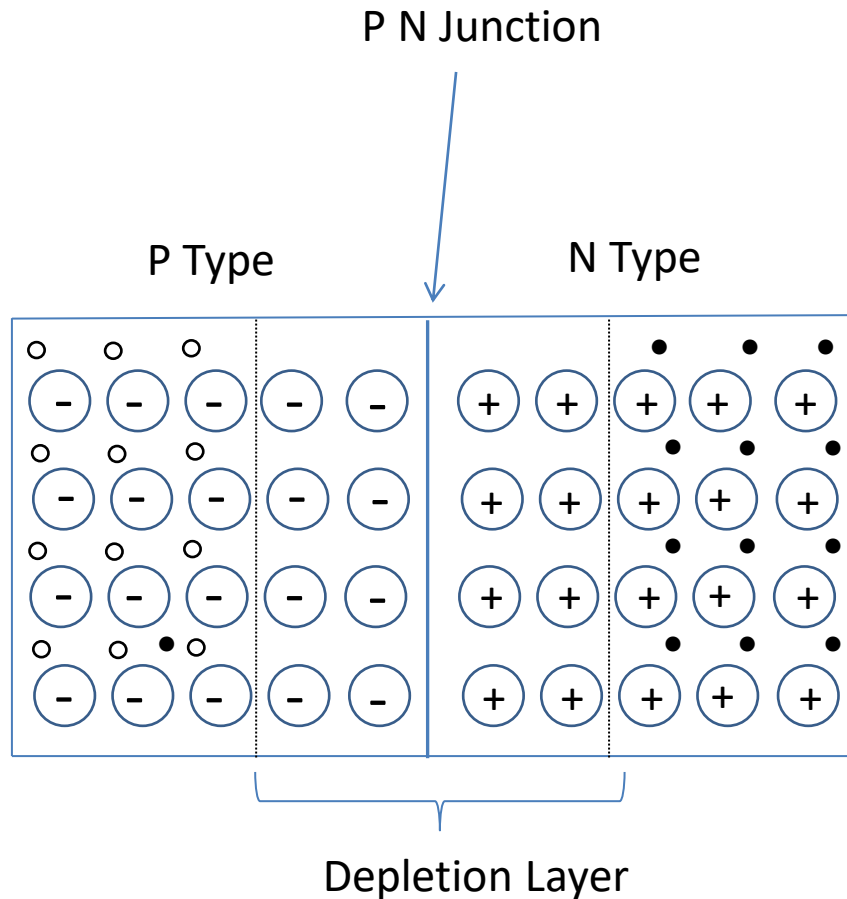 P N Junction
P Type
N Type
- - - - - + + + + +
- - - - - + + + + +
- - - - - + + + + +
- - - - - + + + + +
Depletion Layer